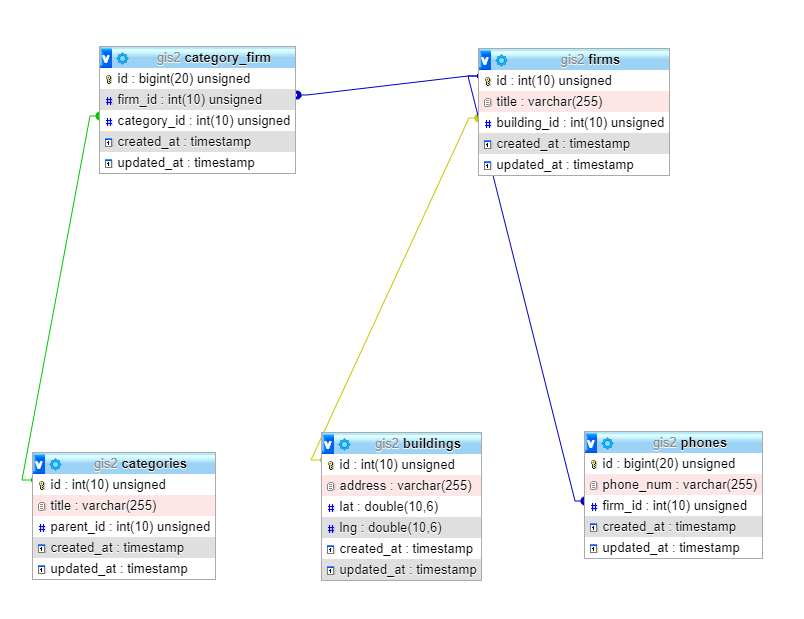 gis2 category_firm
id : bigint(20) unsigned
firm_id : int(10) unsigned
category_id : int(10) unsigned
created_at : timestamp
updated_at : timestamp
gis2 firms
id : int(10) unsigned
title : varchar(255)
building_id : int(10) unsigned
created_at : timestamp
updated_at : timestamp
gis2 categories
id : int(10) unsigned
title : varchar(255)
parent_id : int(10) unsigned
created_at : timestamp
updated_at : timestamp
gis2 buildings
id : int(10) unsigned
address : varchar(255)
lat : double(10,6)
lng : double(10,6)
created_at : timestamp
updated_at : timestamp
gis2 phones
id : bigint(20) unsigned
phone_num : varchar(255)
firm_id : int(10) unsigned
created_at : timestamp
updated_at : timestamp